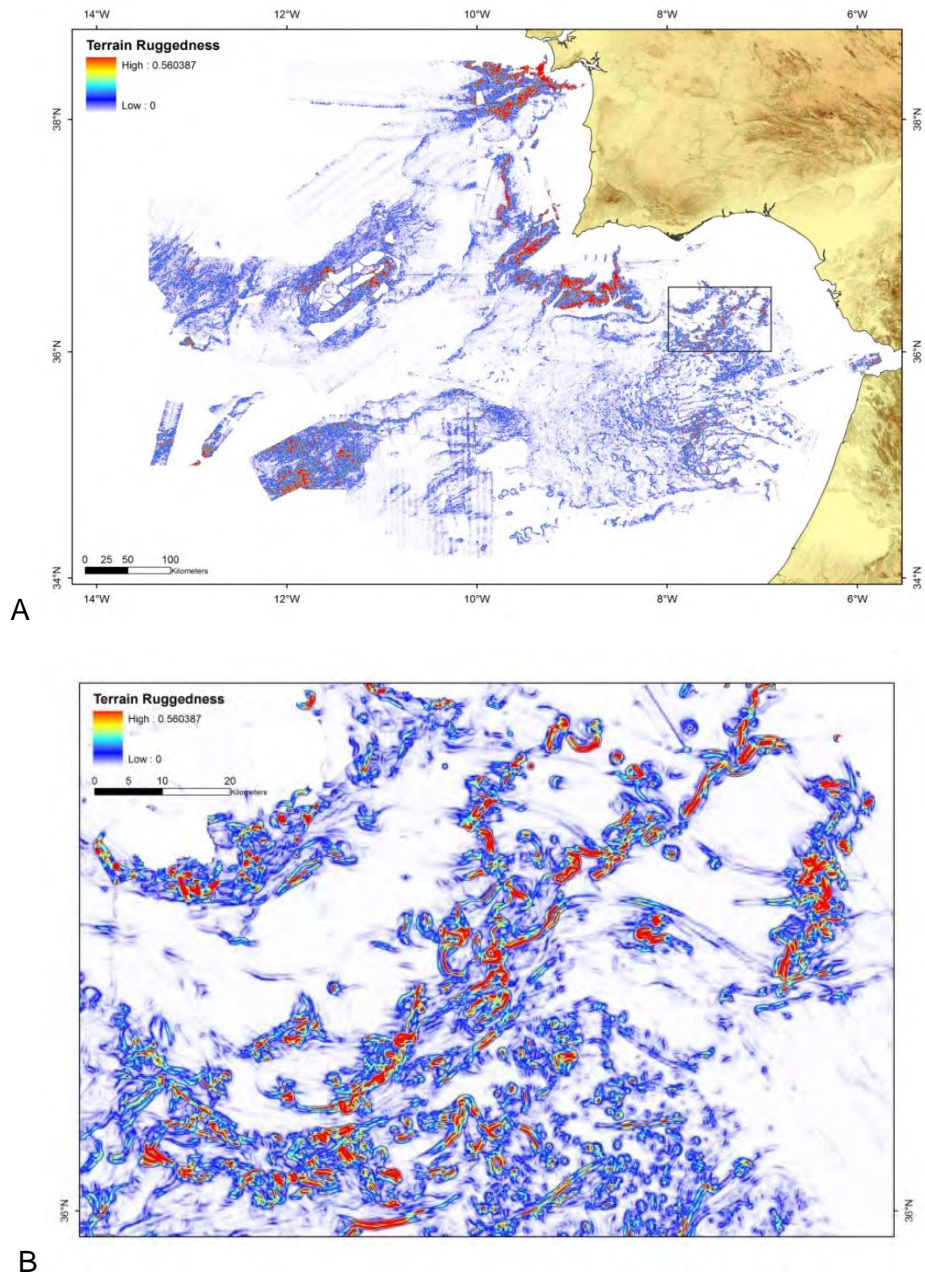 14°W 12°W 10°W 8°W 6°W
Terrain Ruggedness
High : 0.560387
Low : 0
38°N 38°N
36°N 36°N
34°N 34°N
0 25 50 100
Kilometers
14°W 12°W 10°W 8°W 6°W
A
Terrain Ruggedness
High : 0.560387
Low : 0
0 10 20
Kilometers
36°N 36°N
B